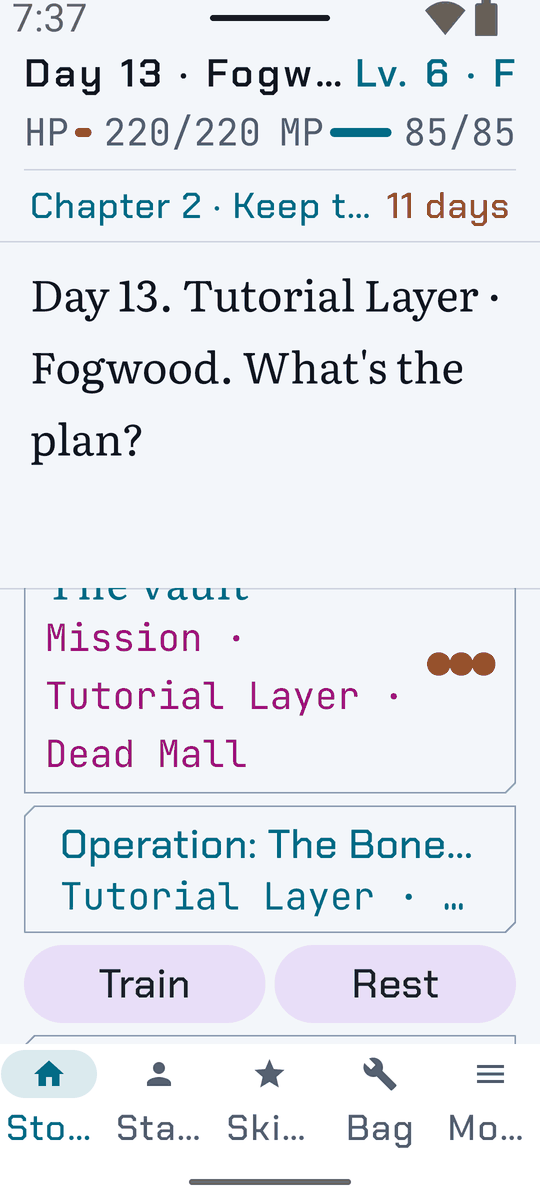 7:37
Day 13 · Fogw… Lv. 6 · F
HP 220/220 MP 85/85
Chapter 2 · Keep t… 11 days
Day 13. Tutorial Layer ·
Fogwood. What's the
plan?
The Vault
Mission ·
Tutorial Layer ·
Dead Mall
Operation: The Bone…
Tutorial Layer · …
Train Rest
Sto… Sta… Ski… Bag Mo…